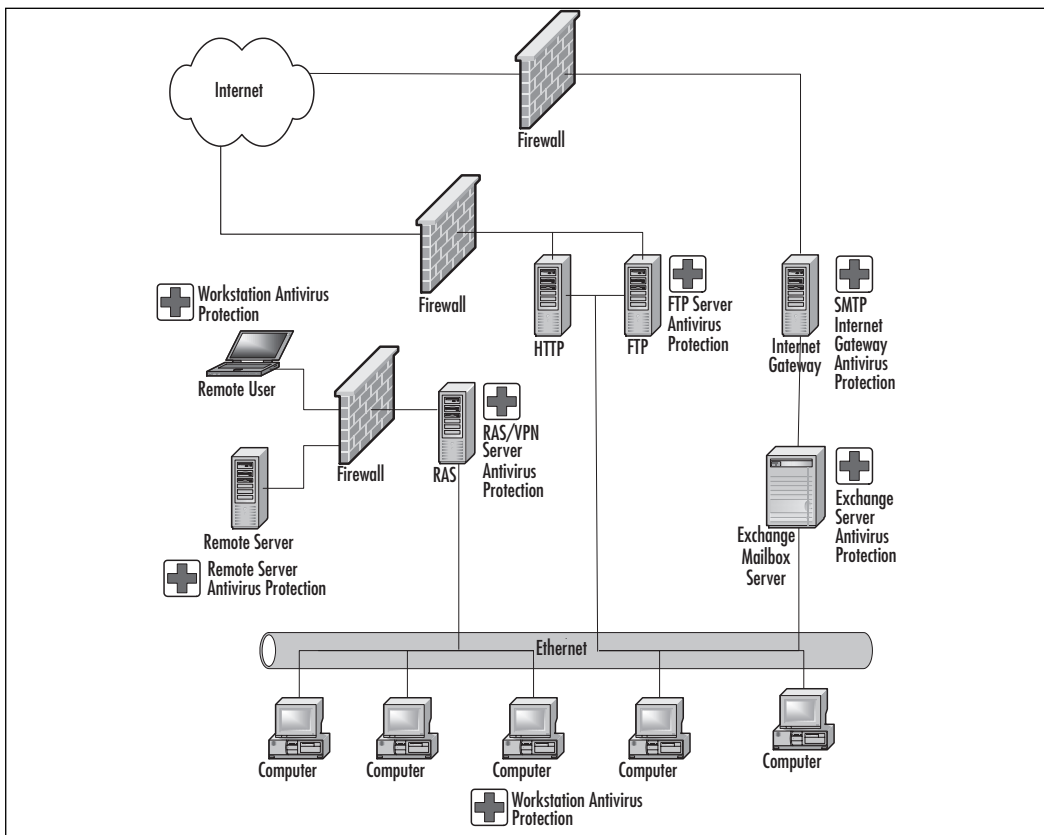 Internet
Firewall
Firewall
Workstation Antivirus
Protection
Remote User
HTTP
FTP
FTP Server
Antivirus
Protection
Internet
Gateway
SMTP
Internet
Gateway
Antivirus
Protection
Firewall
RAS
RAS/VPN
Server
Antivirus
Protection
Remote Server
Remote Server
Antivirus Protection
Exchange
Mailbox
Server
Exchange
Server
Antivirus
Protection
Ethernet
Computer
Computer
Computer
Computer
Computer
Workstation Antivirus
Protection